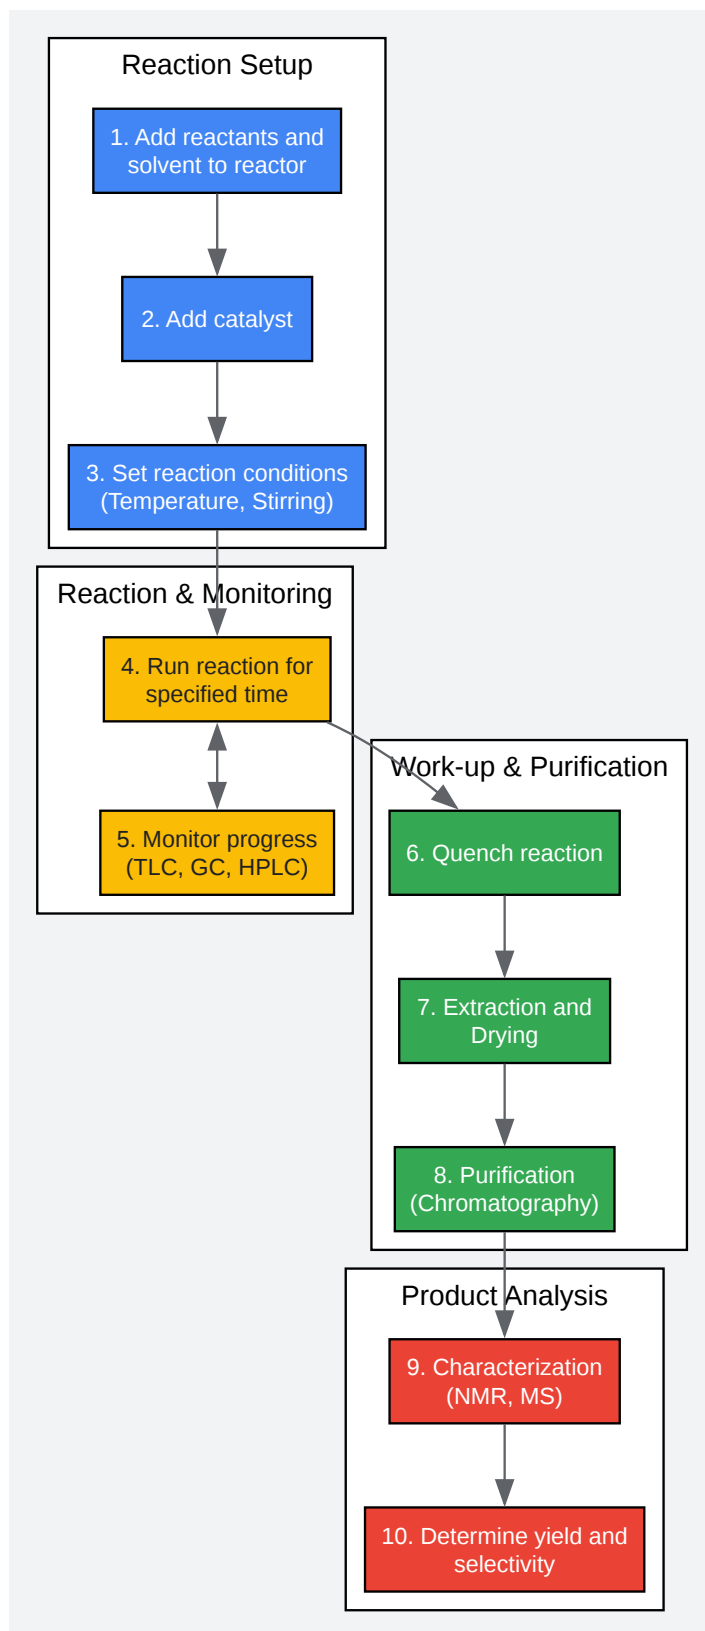 Reaction Setup
1. Add reactants and
solvent to reactor
2. Add catalyst
3. Set reaction conditions
(Temperature, Stirring)
Reaction & Monitoring
4. Run reaction for
specified time
5. Monitor progress
(TLC, GC, HPLC)
Work-up & Purification
6. Quench reaction
7. Extraction and
Drying
8. Purification
(Chromatography)
Product Analysis
9. Characterization
(NMR, MS)
10. Determine yield and
selectivity